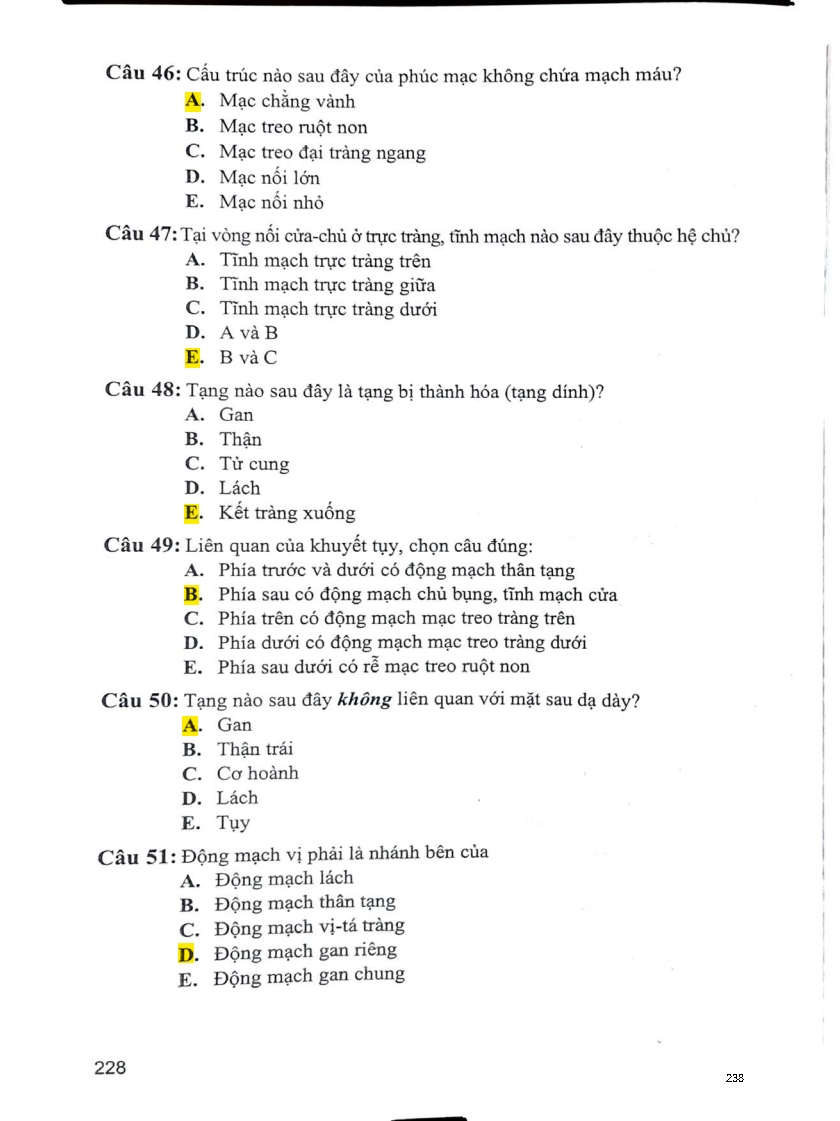 Câu 46: Cấu trúc nào sau đây của phúc mạc không chứa mạch máu?
A. Mạc chằng vành
B. Mạc treo ruột non
C. Mạc treo đại tràng ngang
D. Mạc nối lớn
E. Mạc nối nhỏ
Câu 47: Tại vòng nối cửa-chủ ở trực tràng, tĩnh mạch nào sau đây thuộc hệ chủ?
A. Tĩnh mạch trực tràng trên
B. Tĩnh mạch trực tràng giữa
C. Tĩnh mạch trực tràng dưới
D. A và B
E. B và C
Câu 48: Tạng nào sau đây là tạng bị thành hóa (tạng dính)?
A. Gan
B. Thận
C. Tử cung
D. Lách
E. Kết tràng xuống
Câu 49: Liên quan của khuyết tụy, chọn câu đúng:
A. Phía trước và dưới có động mạch thân tạng
B. Phía sau có động mạch chủ bụng, tĩnh mạch cửa
C. Phía trên có động mạch mạc treo tràng trên
D. Phía dưới có động mạch mạc treo tràng dưới
E. Phía sau dưới có rễ mạc treo ruột non
Câu 50: Tạng nào sau đây không liên quan với mặt sau dạ dày?
A. Gan
B. Thận trái
C. Cơ hoành
D. Lách
E. Tụy
Câu 51: Động mạch vị phải là nhánh bên của
A. Động mạch lách
B. Động mạch thân tạng
C. Động mạch vị-tá tràng
D. Động mạch gan riêng
E. Động mạch gan chung
228
238